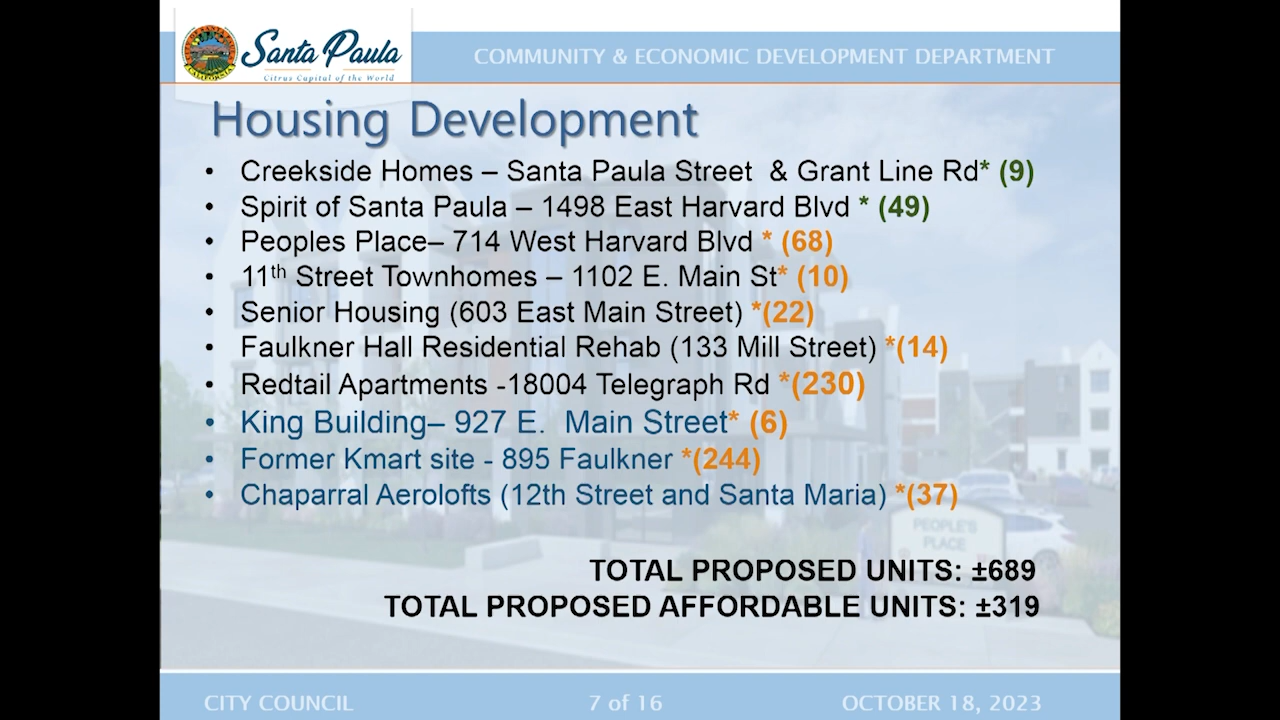 Santa Paula
Citrus Capital of the World
COMMUNITY & ECONOMIC DEVELOPMENT DEPARTMENT
Housing Development
• Creekside Homes – Santa Paula Street & Grant Line Rd* (9)
• Spirit of Santa Paula – 1498 East Harvard Blvd * (49)
• Peoples Place– 714 West Harvard Blvd * (68)
• 11th Street Townhomes – 1102 E. Main St* (10)
• Senior Housing (603 East Main Street) *(22)
• Faulkner Hall Residential Rehab (133 Mill Street) *(14)
• Redtail Apartments -18004 Telegraph Rd *(230)
• King Building– 927 E. Main Street* (6)
• Former Kmart site - 895 Faulkner *(244)
• Chaparral Aerolofts (12th Street and Santa Maria) *(37)
PEOPLE'S
PLACE
TOTAL PROPOSED UNITS: ±689
TOTAL PROPOSED AFFORDABLE UNITS: ±319
CITY COUNCIL
7 of 16
OCTOBER 18, 2023